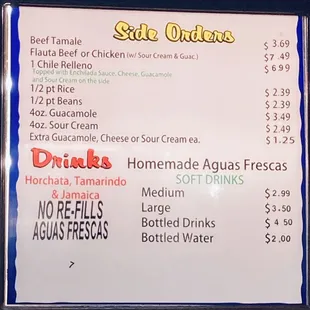 Side Orders
Beef Tamale $3.69
Flauta Beef or Chicken (w/ Sour Cream & Guac.) $7.49
1 Chile Relleno $6.99
Topped with Enchilada Sauce, Cheese, Guacamole
and Sour Cream on the side
1/2 pt Rice $2.39
1/2 pt Beans $2.39
4oz. Guacamole $3.49
4oz. Sour Cream $2.49
Extra Guacamole, Cheese or Sour Cream ea. $1.25
Drinks Homemade Aguas Frescas
Horchata, Tamarindo
& Jamaica
SOFT DRINKS
NO RE-FILLS
AGUAS FRESCAS
Medium $2.99
Large $3.50
Bottled Drinks $4 50
Bottled Water $2.00